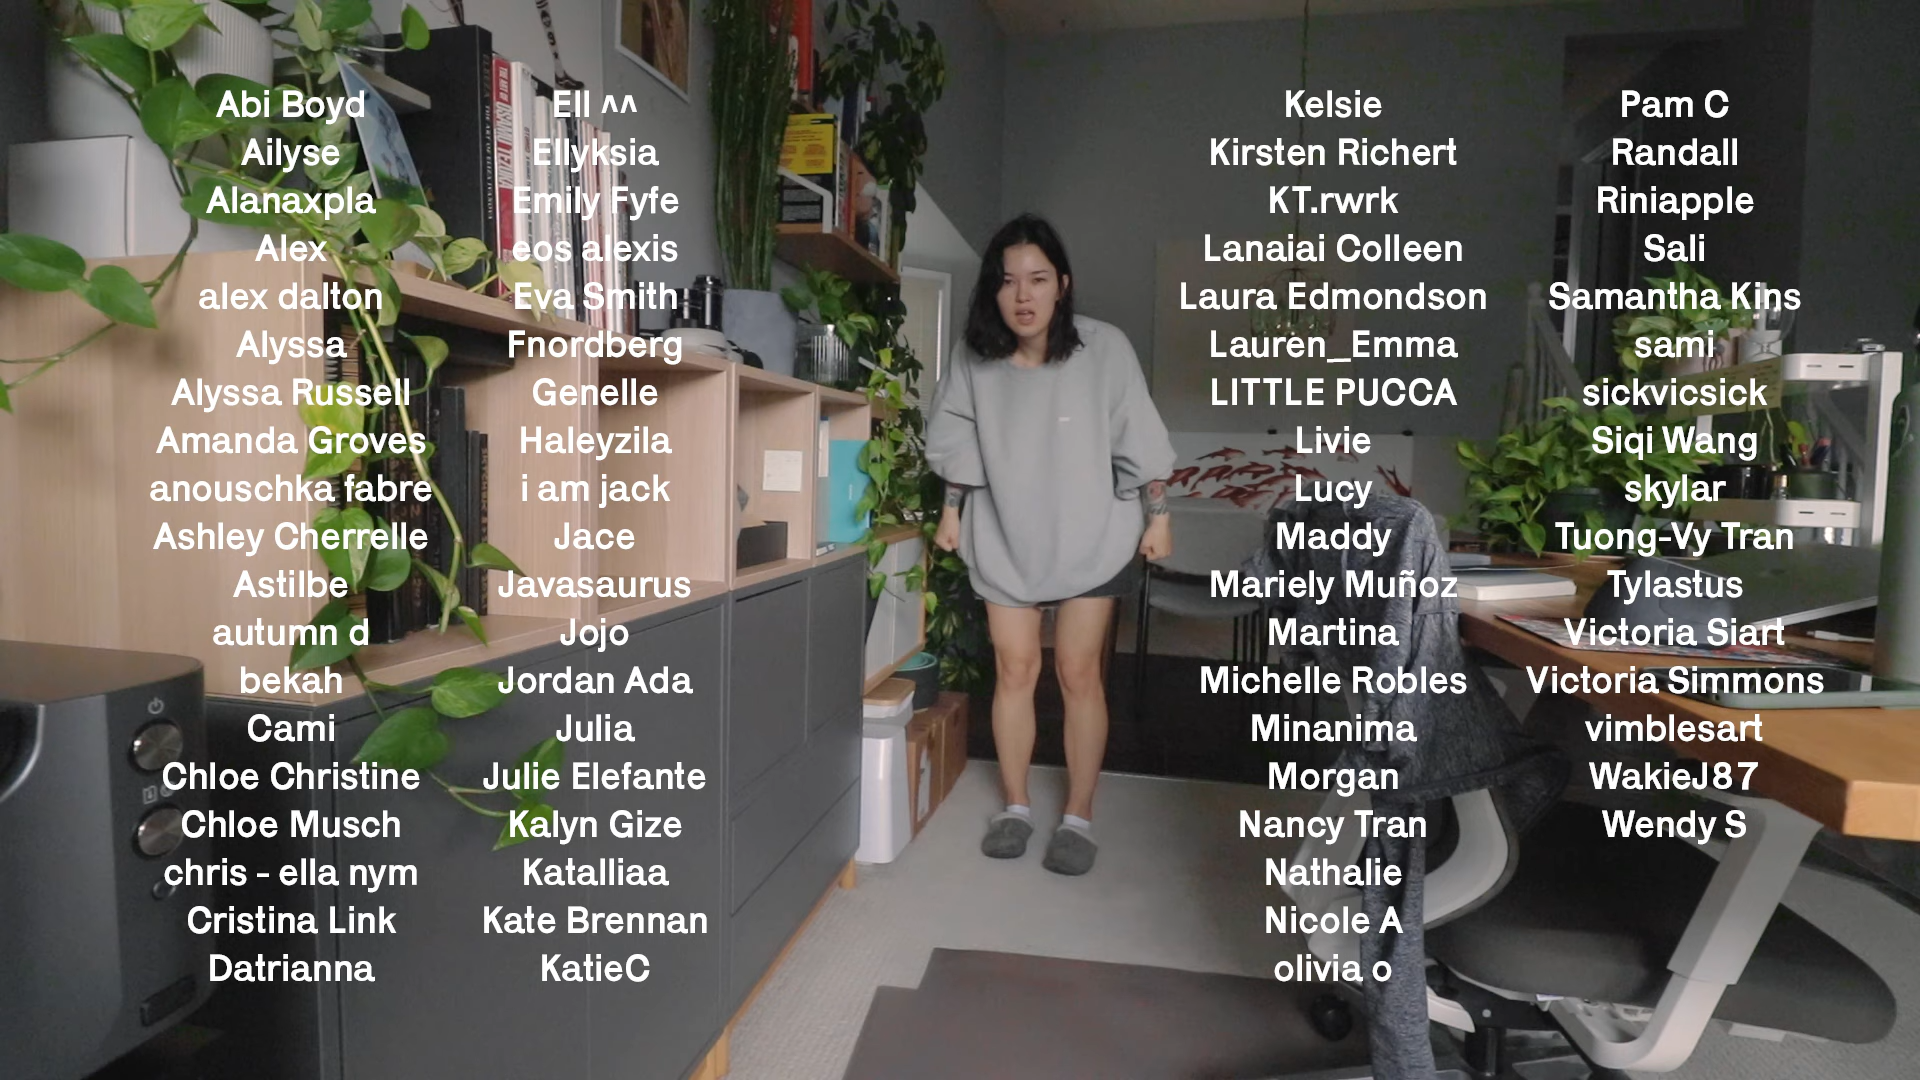 Abi Boyd
Ailyse
Alanaxpla
Alex
alex dalton
Alyssa
Alyssa Russell
Amanda Groves
anouschka fabre
Ashley Cherrelle
Astilbe
autumn d
bekah
Cami
Chloe Christine
Chloe Musch
chris - ella nym
Cristina Link
Datrianna
Ell ^^
Ellyksia
Emily Fyfe
eos alexis
Eva Smith
Fnordberg
Genelle
Haleyzila
i am jack
Jace
Javasaurus
Jojo
Jordan Ada
Julia
Julie Elefante
Kalyn Gize
Katalliaa
Kate Brennan
KatieC
Kelsie
Kirsten Richert
KT.rwrk
Lanaiai Colleen
Laura Edmondson
Lauren_Emma
LITTLE PUCCA
Livie
Lucy
Maddy
Mariely Muñoz
Martina
Michelle Robles
Minanima
Morgan
Nancy Tran
Nathalie
Nicole A
olivia o
Pam C
Randall
Riniapple
Sali
Samantha Kins
sami
sickvicsick
Siqi Wang
skylar
Tuong-Vy Tran
Tylastus
Victoria Siart
Victoria Simmons
vimblesart
WakieJ87
Wendy S